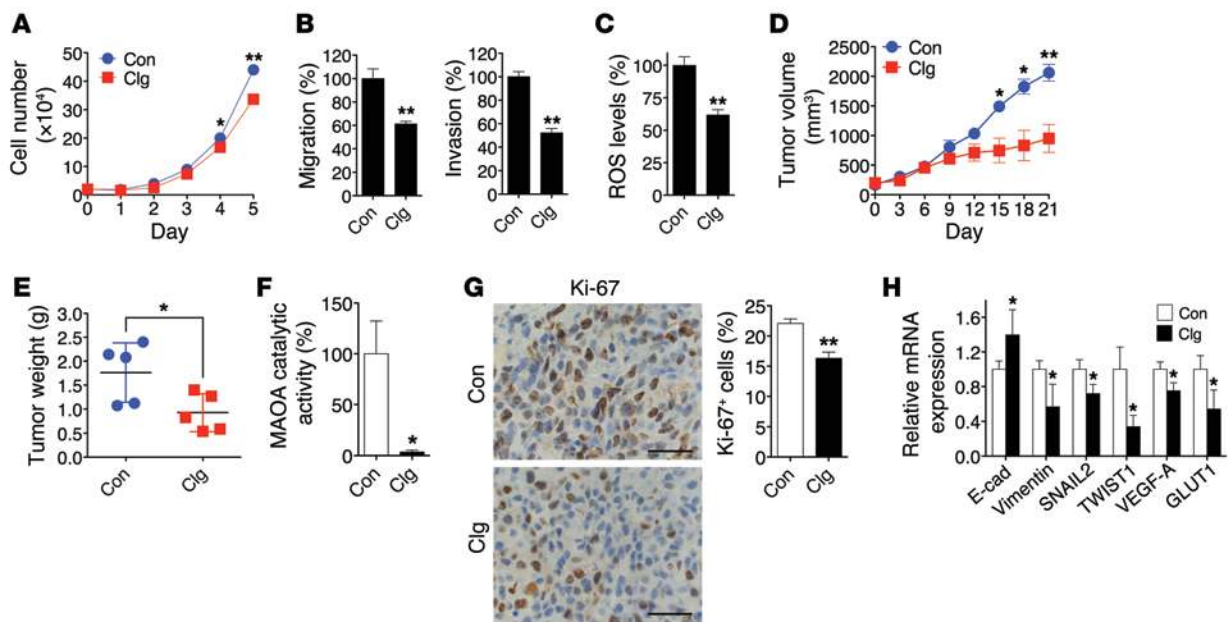 A
Con
Clg
Cell number
(×10⁴)
50
40
30
20
10
0
*
**
0 1 2 3 4 5
Day
B
Migration (%)
120
100
80
60
40
20
0
**
Con
Clg
Invasion (%)
120
100
80
60
40
20
0
**
Con
Clg
C
ROS levels (%)
125
100
75
50
25
0
**
Con
Clg
D
Con
Clg
Tumor volume
(mm³)
2500
2000
1500
1000
500
0
*
*
**
0 3 6 9 12 15 18 21
Day
E
Tumor weight (g)
3.0
2.5
2.0
1.5
1.0
0.5
0.0
*
Con
Clg
F
MAOA catalytic
activity (%)
150
100
50
0
*
Con
Clg
G
Ki-67
Con
Clg
Ki-67⁺ cells (%)
25
20
15
10
5
0
**
Con
Clg
H
Con
Clg
Relative mRNA
expression
1.6
1.2
0.8
0.4
0.0
*
*
*
*
*
*
E-cad
Vimentin
SNAIL2
TWIST1
VEGF-A
GLUT1